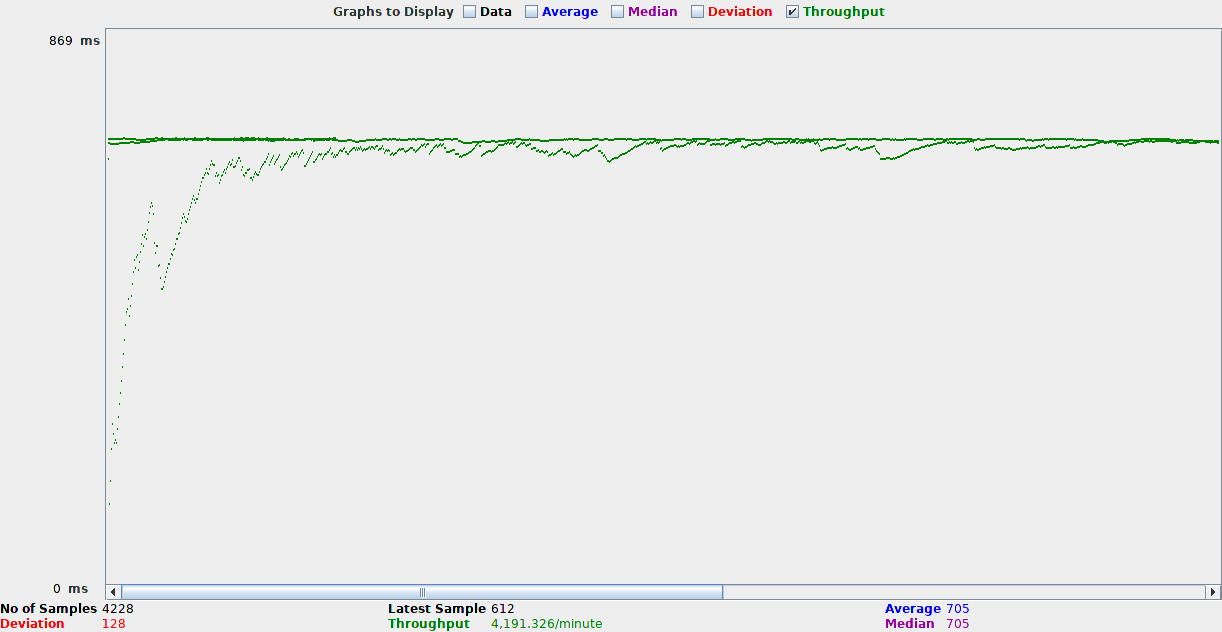 Graphs to Display Data Average Median Deviation Throughput
869 ms
0 ms
No of Samples 4228 Latest Sample 612 Average 705
Deviation 128 Throughput 4,191.326/minute Median 705